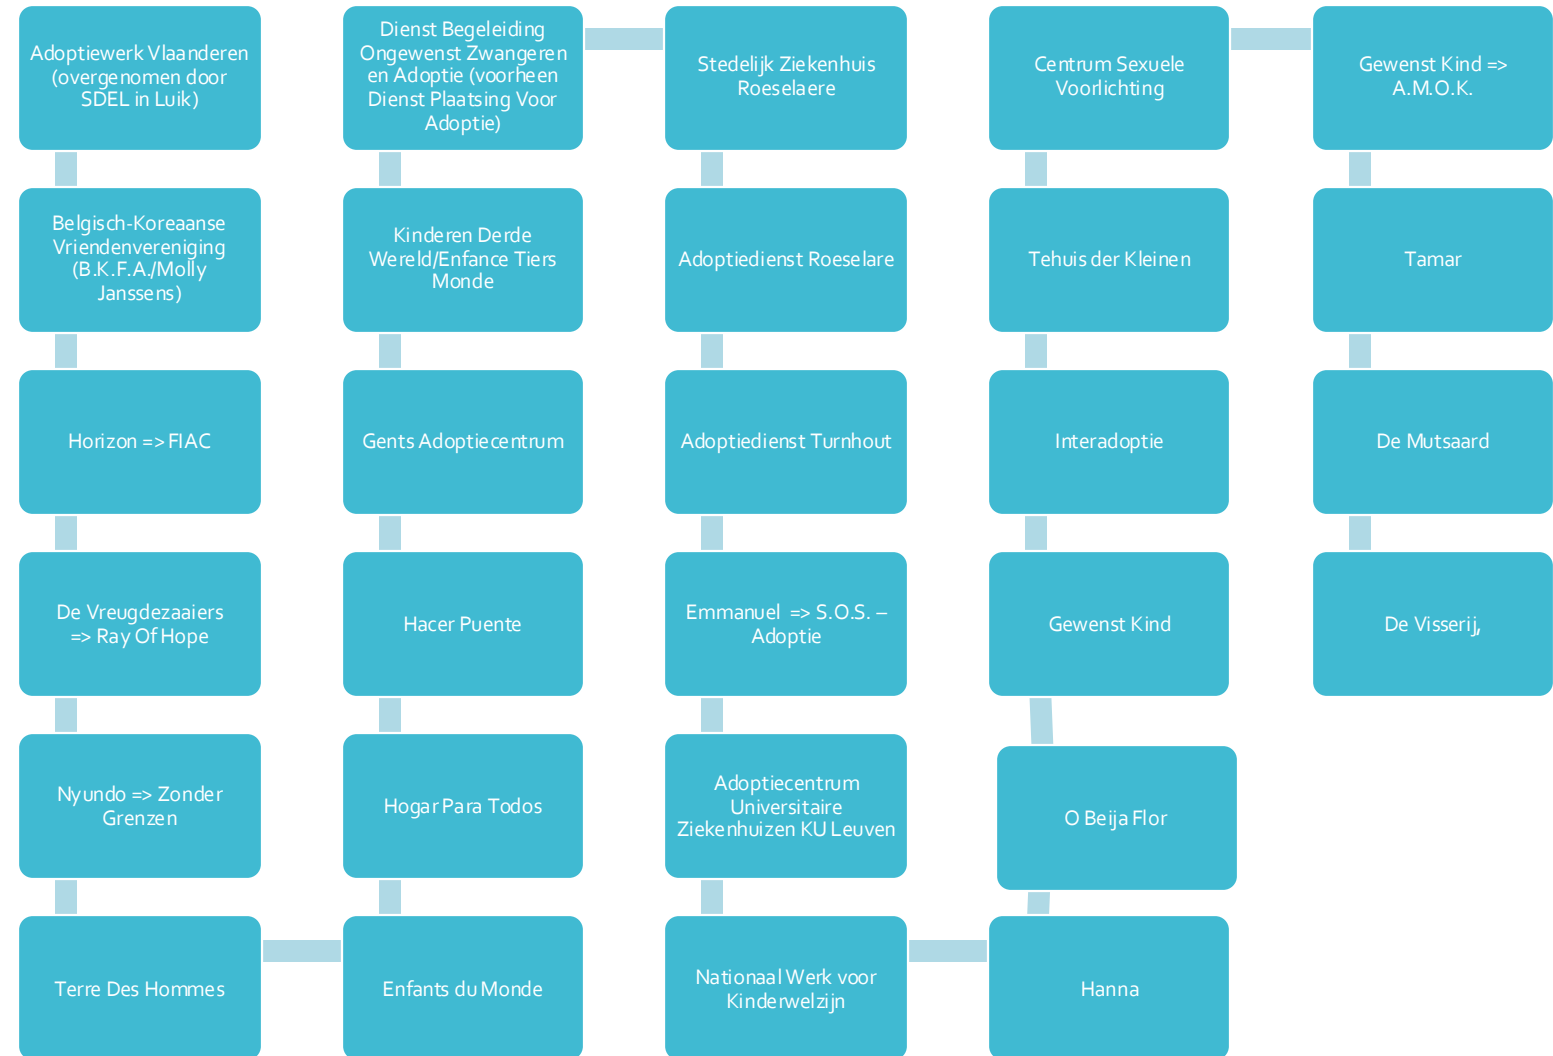 Adoptiewerk Vlaanderen
(overgenomen door
SDEL in Luik)
Belgisch-Koreaanse
Vriendenvereniging
(B.K.F.A./Molly
Janssens)
Horizon => FIAC
De Vreugdezaaiers
=> Ray Of Hope
Nyundo => Zonder
Grenzen
Terre Des Hommes
Enfants du Monde
Hogar Para Todos
Hacer Puente
Gents Adoptiecentrum
Kinderen Derde
Wereld/Enfance Tiers
Monde
Dienst Begeleiding
Ongewenst Zwangeren
en Adoptie (voorheen
Dienst Plaatsing Voor
Adoptie)
Stedelijk Ziekenhuis
Roeselaere
Adoptiedienst Roeselare
Adoptiedienst Turnhout
Emmanuel => S.O.S. –
Adoptie
Adoptiecentrum
Universitaire
Ziekenhuizen KU Leuven
Nationaal Werk voor
Kinderwelzijn
Hanna
O Beija Flor
Gewenst Kind
Interadoptie
Tehuis der Kleinen
Centrum Sexuele
Voorlichting
Gewenst Kind =>
A.M.O.K.
Tamar
De Mutsaard
De Visserij,